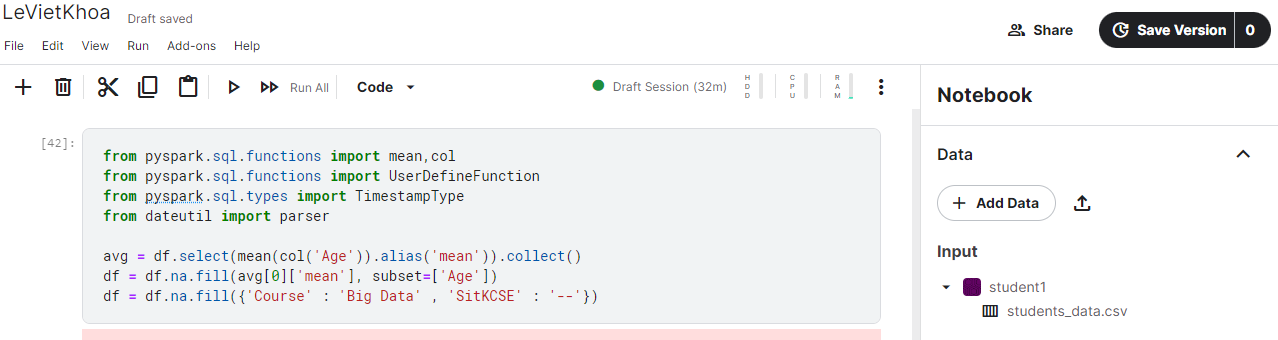 LeVietKhoa Draft saved
File Edit View Run Add-ons Help
Share
Save Version 0
Run All
Code
Draft Session (32m)
HDD
CPU
RAM
[42]:
from pyspark.sql.functions import mean,col
from pyspark.sql.functions import UserDefineFunction
from pyspark.sql.types import TimestampType
from dateutil import parser
avg = df.select(mean(col('Age')).alias('mean')).collect()
df = df.na.fill(avg[0]['mean'], subset=['Age'])
df = df.na.fill({'Course' : 'Big Data' , 'SitKCSE' : '--'})
Notebook
Data
+ Add Data
Input
student1
students_data.csv